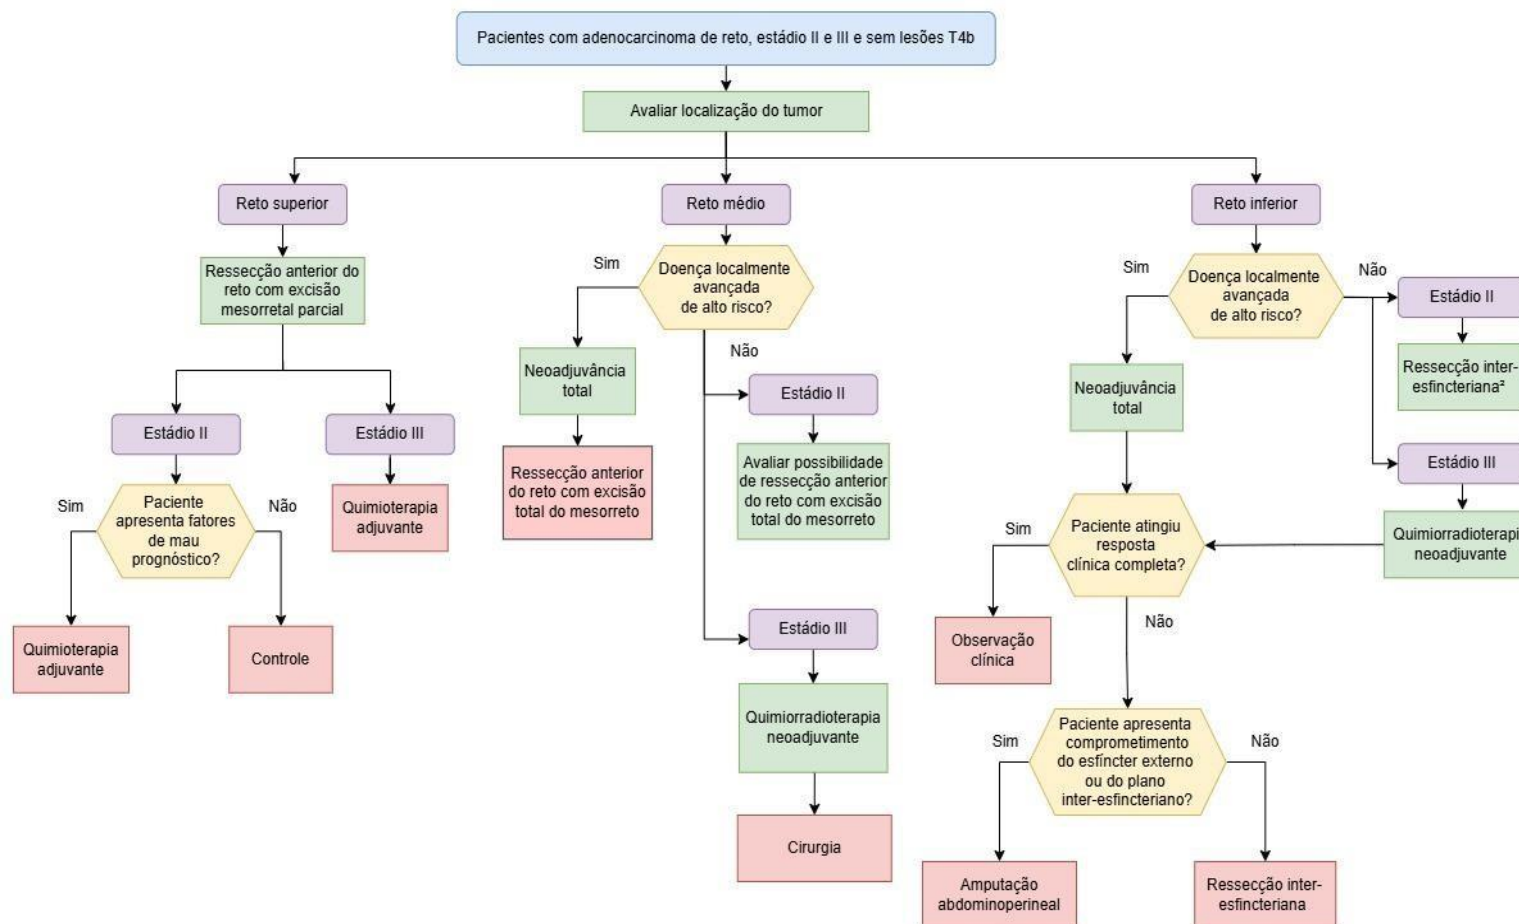 Pacientes com adenocarcinoma de reto, estádio II e III e sem lesões T4b
Avaliar localização do tumor
Reto superior
Ressecção anterior do
reto com excisão
mesorretal parcial
Estádio II
Estádio III
Sim
Paciente
apresenta fatores
de mau
prognóstico?
Não
Quimioterapia
adjuvante
Quimioterapia
adjuvante
Controle
Reto médio
Sim
Doença localmente
avançada
de alto risco?
Não
Neoadjuvância
total
Ressecção anterior
do reto com excisão
total do mesorreto
Estádio II
Avaliar possibilidade
de ressecção anterior
do reto com excisão
total do mesorreto
Estádio III
Quimiorradioterapia
neoadjuvante
Cirurgia
Reto inferior
Sim
Doença localmente
avançada
de alto risco?
Não
Estádio II
Ressecção inter-
esfincteriana²
Neoadjuvância
total
Estádio III
Quimiorradioterapi
neoadjuvante
Sim
Paciente atingiu
resposta
clínica completa?
Não
Observação
clínica
Sim
Paciente apresenta
comprometimento
do esfíncter externo
ou do plano
inter-esfincteriano?
Não
Amputação
abdominoperineal
Ressecção inter-
esfincteriana